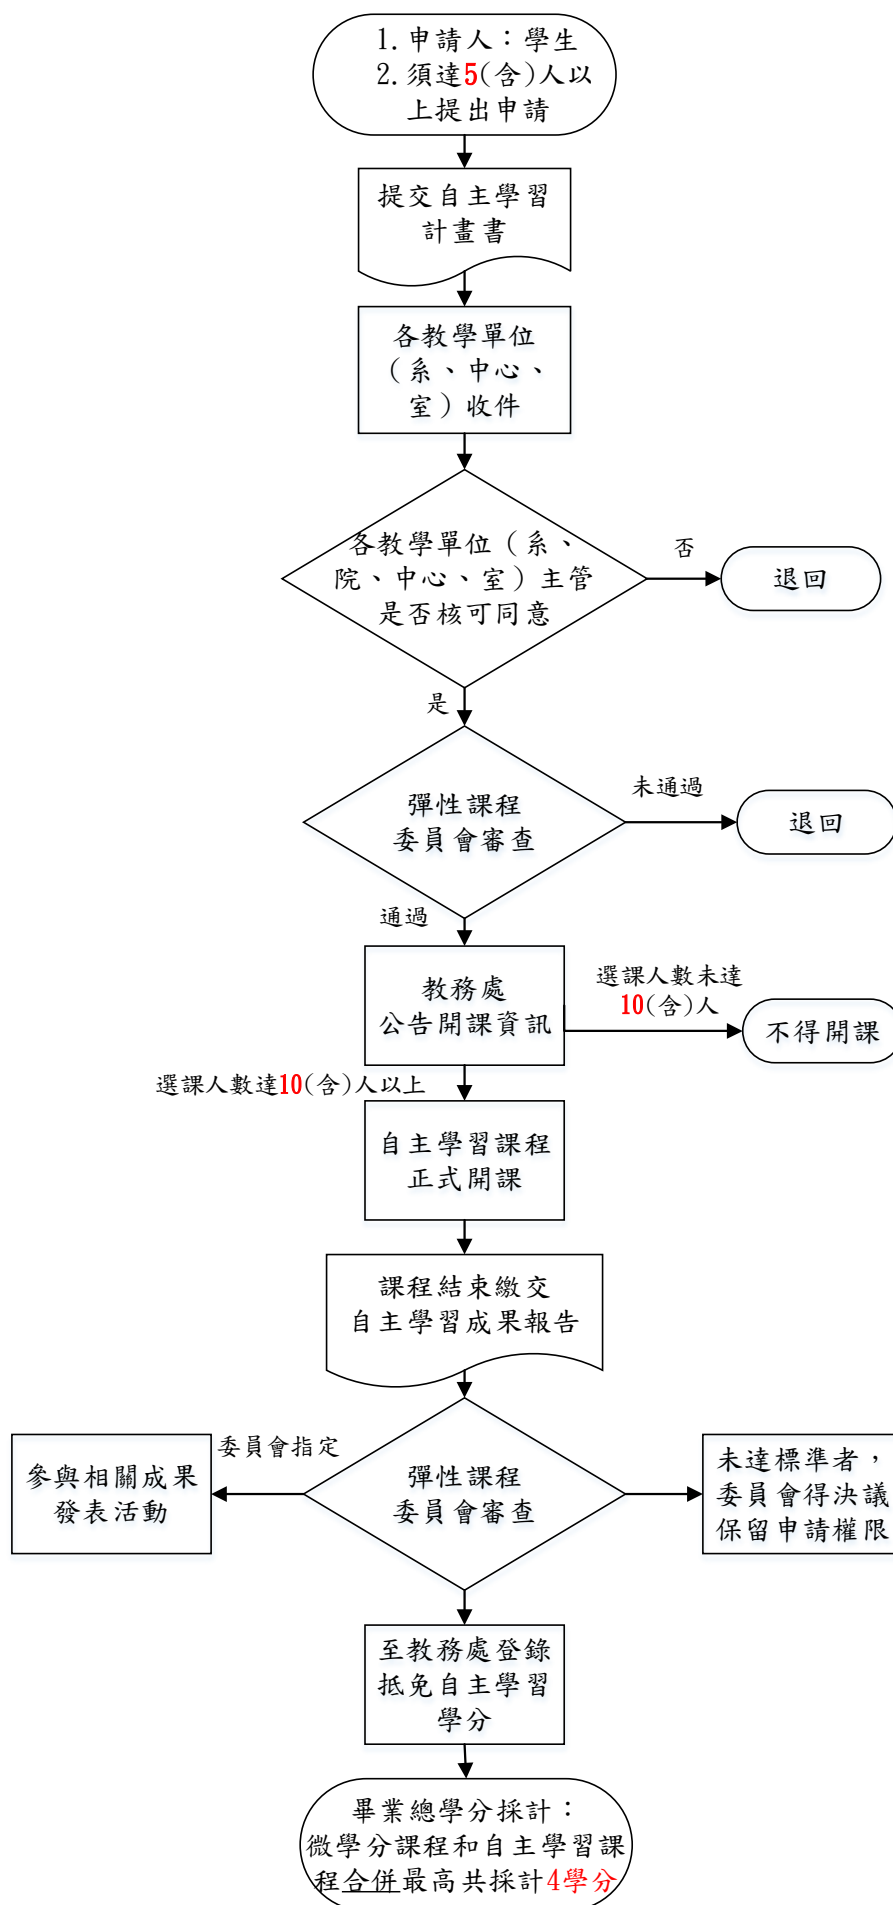 1.申請人：學生
2.須達5(含)人以
上提出申請
提交自主學習
計畫書
各教學單位
（系、中心、
室）收件
各教學單位（系、
院、中心、室）主管
是否核可同意
否
退回
是
彈性課程
委員會審查
未通過
退回
通過
教務處
公告開課資訊
選課人數未達
10(含)人
不得開課
選課人數達10(含)人以上
自主學習課程
正式開課
課程結束繳交
自主學習成果報告
參與相關成果
發表活動
委員會指定
彈性課程
委員會審查
未達標準者，
委員會得決議
保留申請權限
至教務處登錄
抵免自主學習
學分
畢業總學分採計：
微學分課程和自主學習課
程合併最高共採計4學分